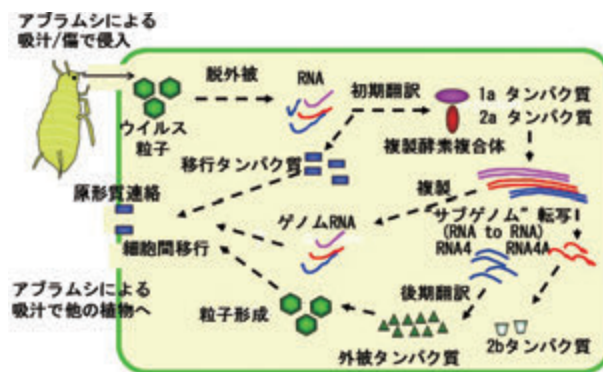 アブラムシによる
吸汁/傷で侵入
脱外被
RNA
初期翻訳
1a タンパク質
2a タンパク質
ウイルス
粒子
複製酵素複合体
移行タンパク質
原形質連絡
複製
ゲノムRNA
“サブゲノム” 転写
(RNA to RNA)
RNA4
RNA4A
細胞間移行
アブラムシによる
吸汁で他の植物へ
粒子形成
後期翻訳
外被タンパク質
2bタンパク質